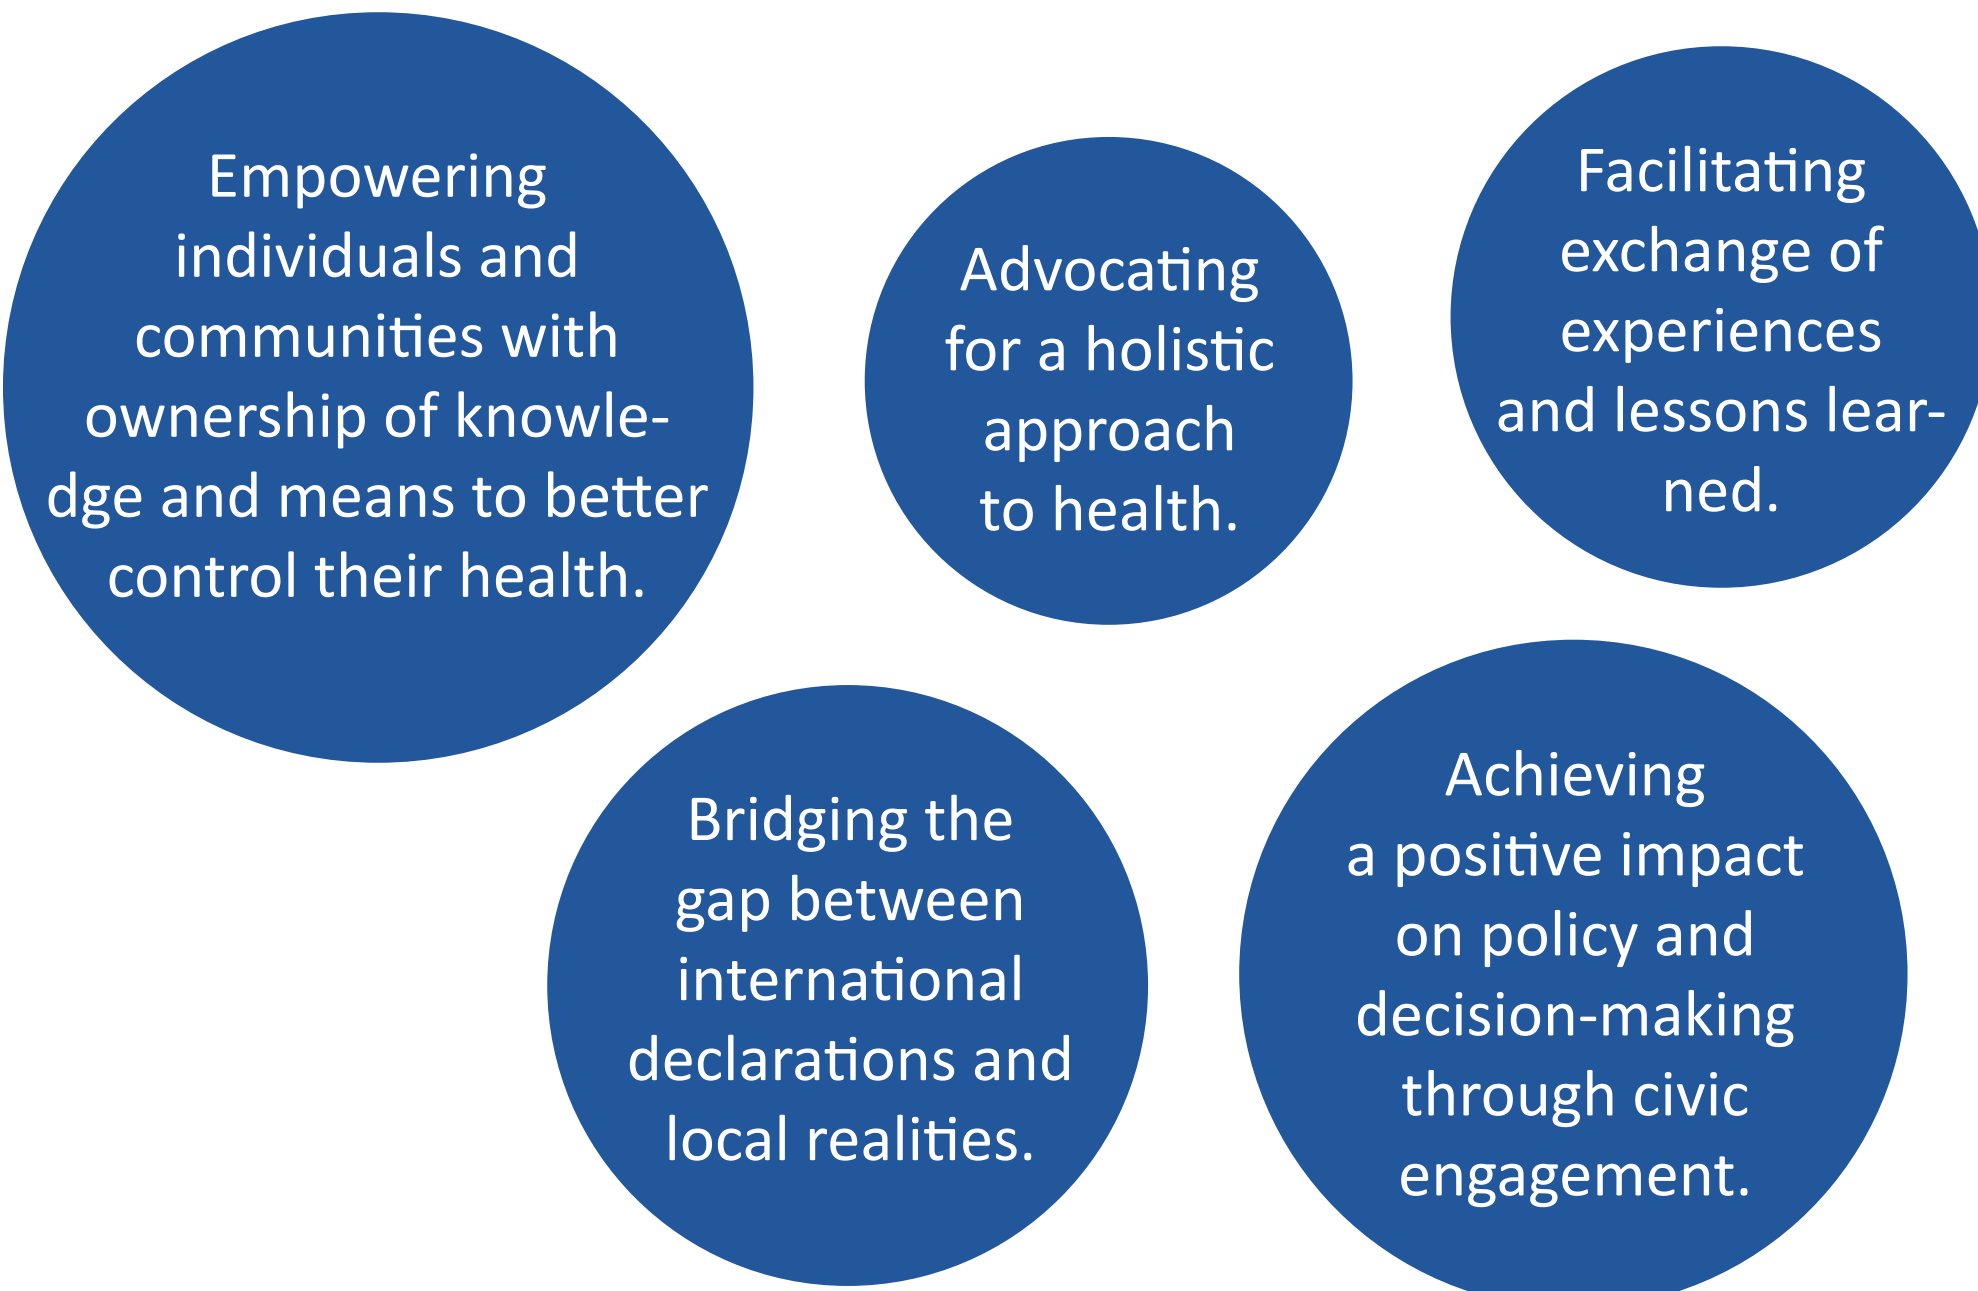 Empowering
individuals and
communities with
ownership of knowle-
dge and means to better
control their health.
Advocating
for a holistic
approach
to health.
Facilitating
exchange of
experiences
and lessons lear-
ned.
Bridging the
gap between
international
declarations and
local realities.
Achieving
a positive impact
on policy and
decision-making
through civic
engagement.